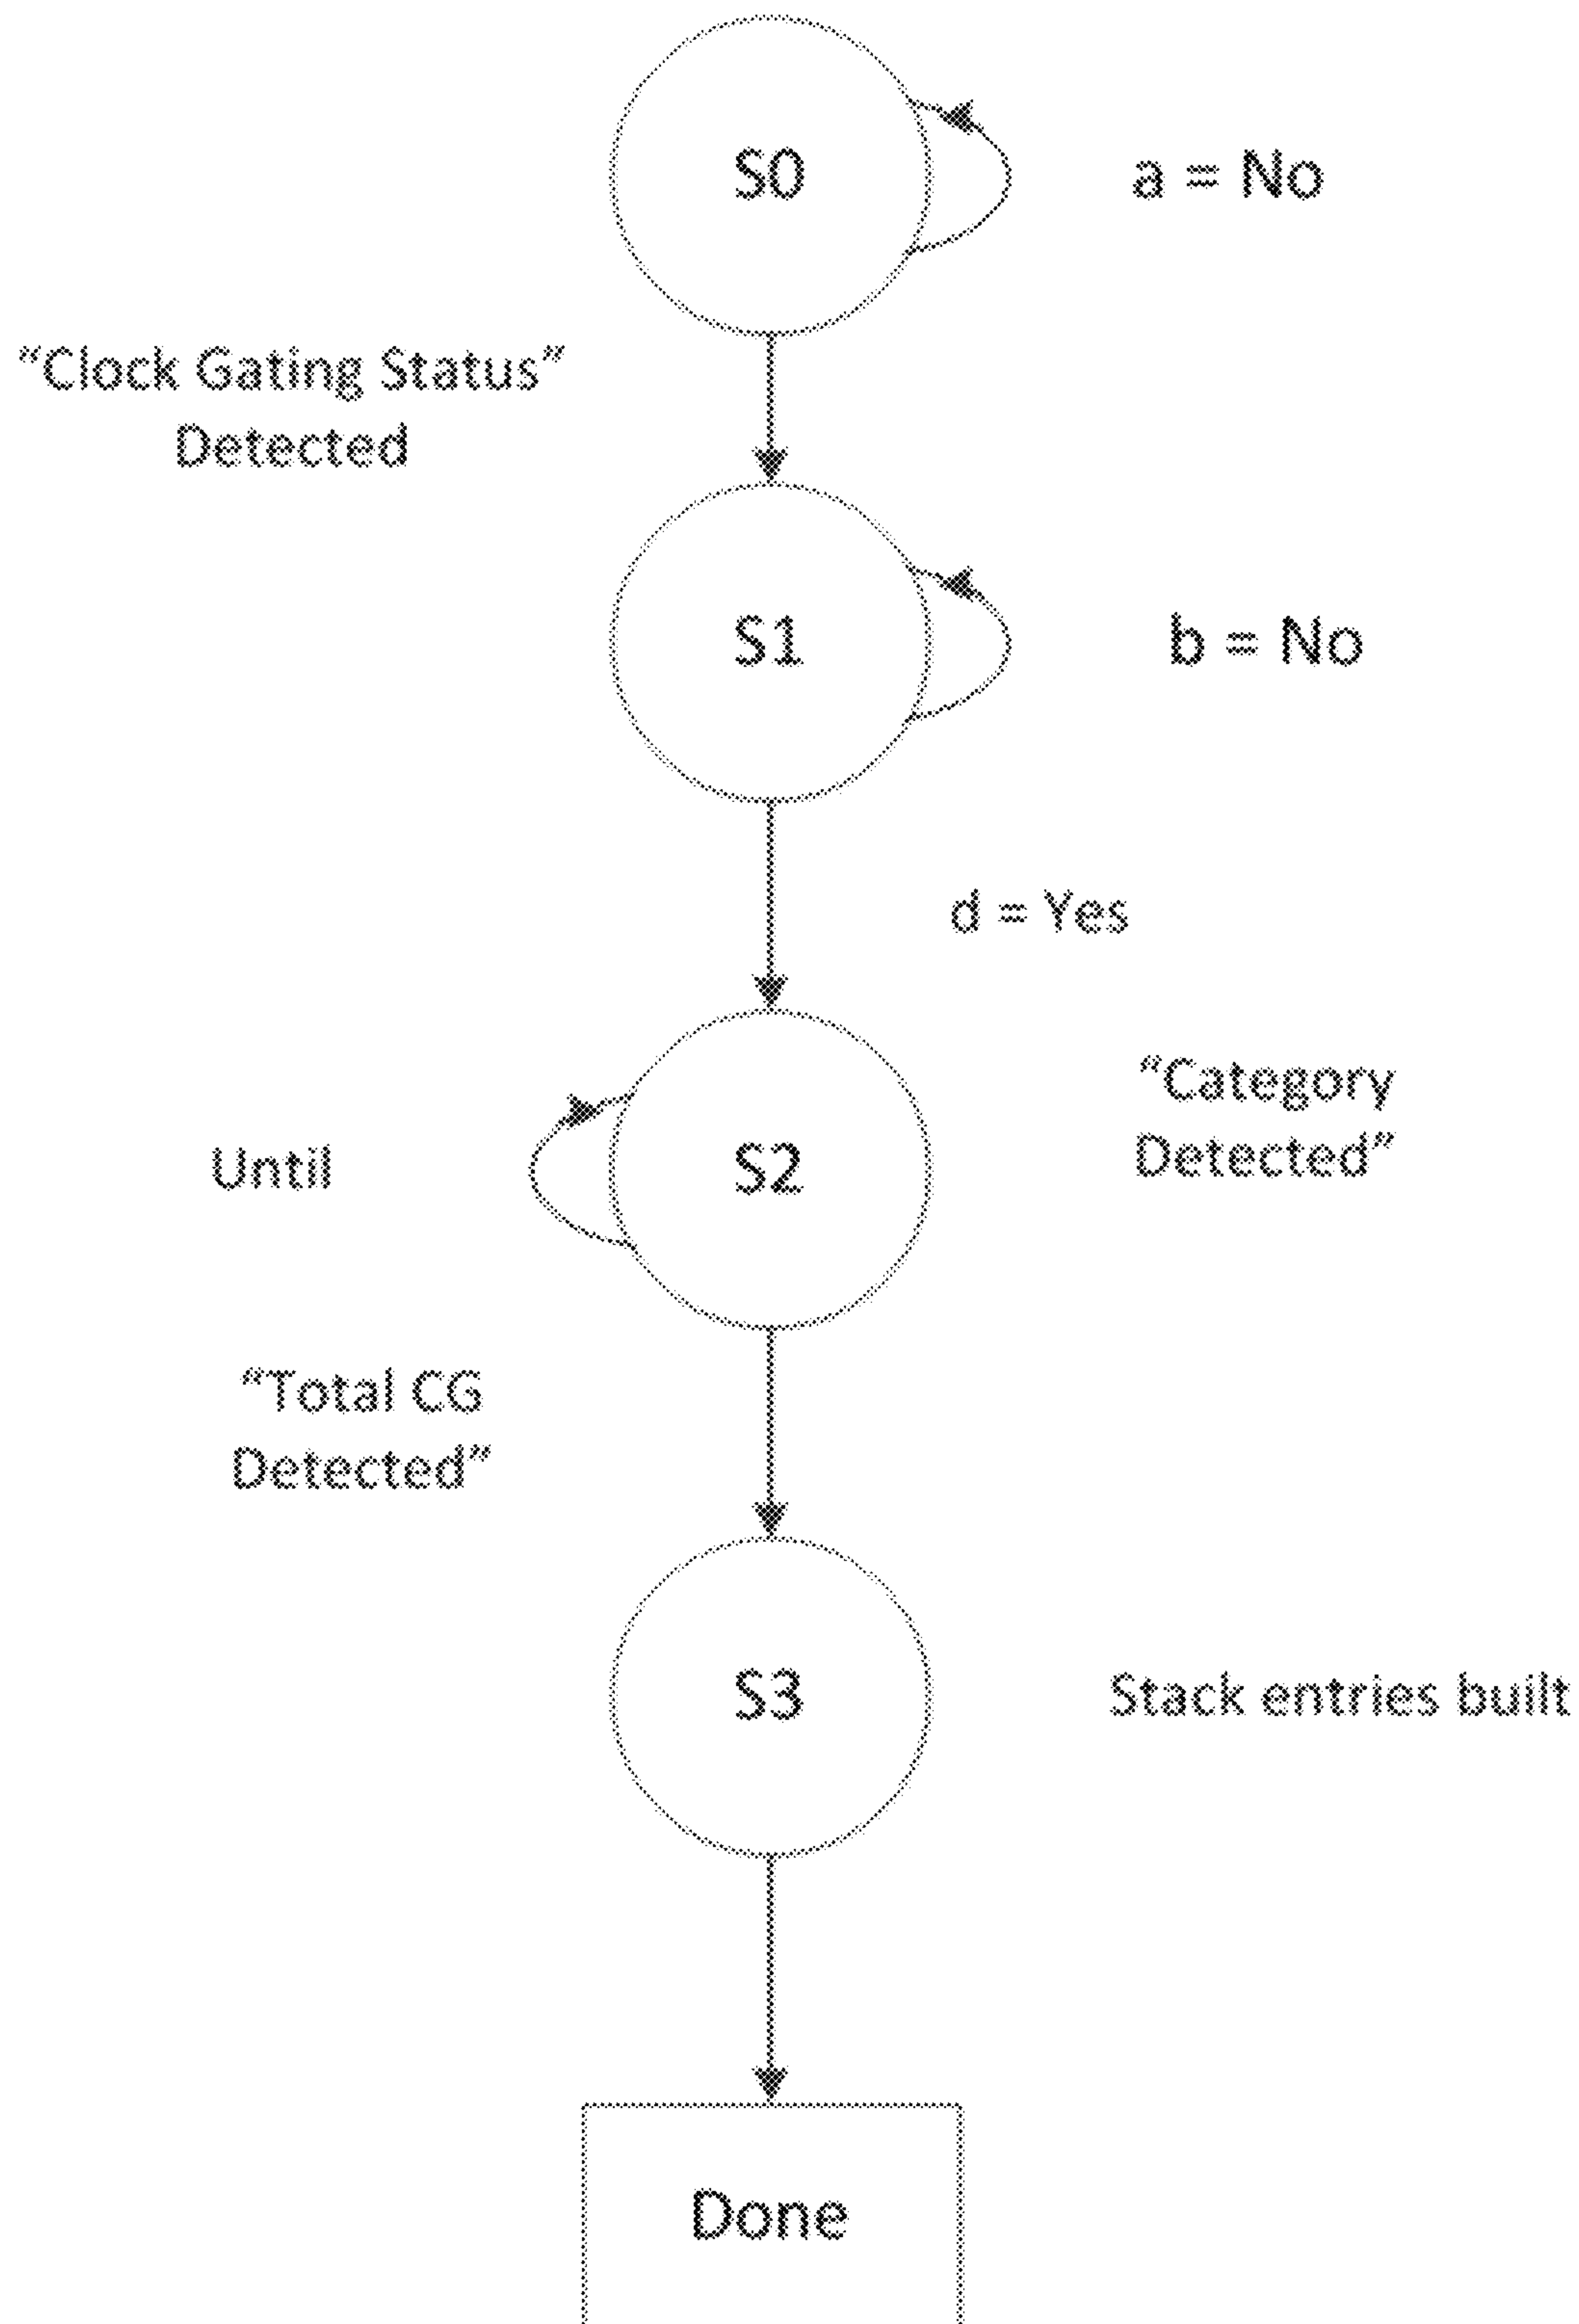 S0
a = No
“Clock Gating Status”
Detected
S1
b = No
d = Yes
“Category
Detected”
Until
S2
“Total CG
Detected”
S3
Stack entries built
Done